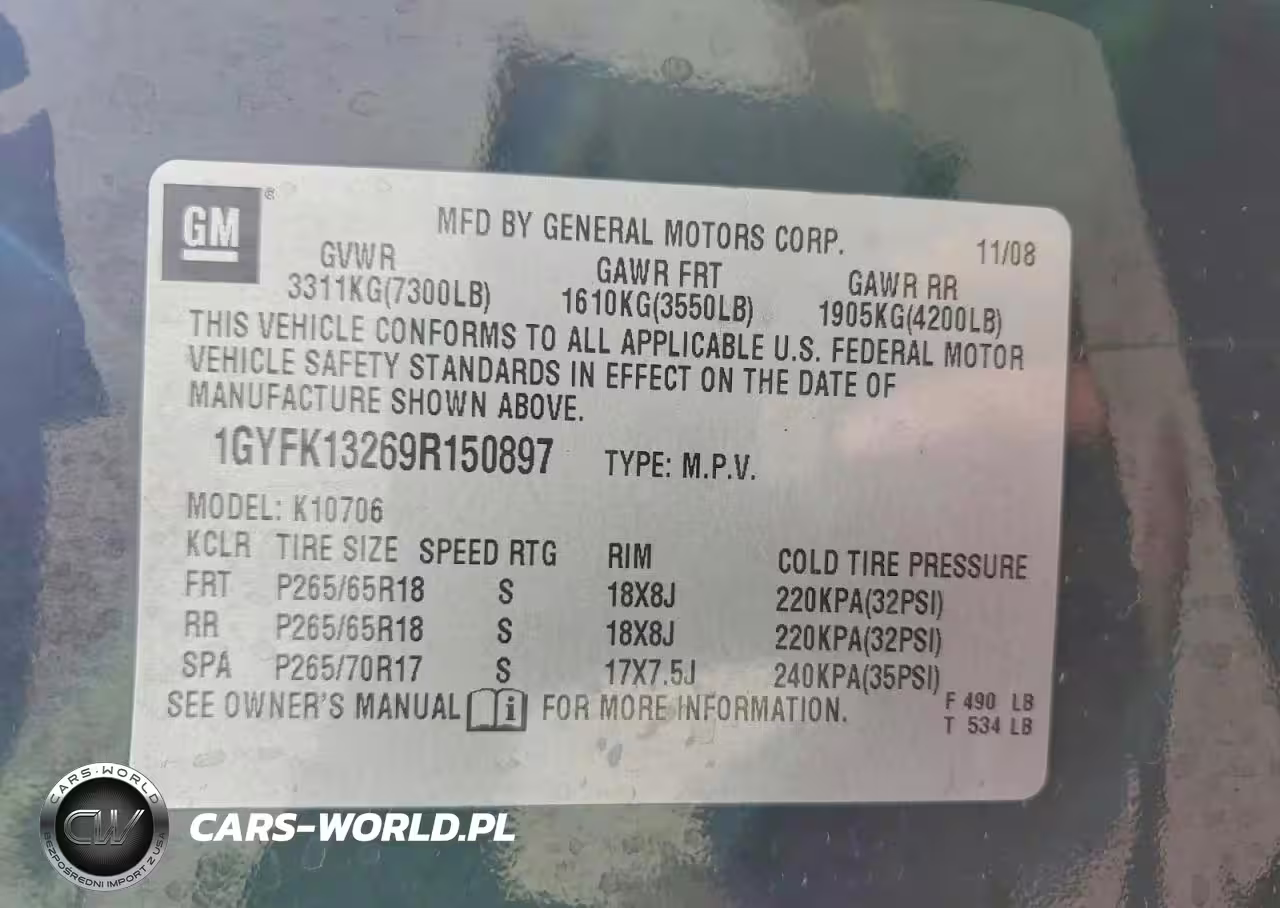 GM ®
MFD BY GENERAL MOTORS CORP. 11/08
GVWR GAWR FRT GAWR RR
3311KG(7300LB) 1610KG(3550LB) 1905KG(4200LB)
THIS VEHICLE CONFORMS TO ALL APPLICABLE U.S. FEDERAL MOTOR
VEHICLE SAFETY STANDARDS IN EFFECT ON THE DATE OF
MANUFACTURE SHOWN ABOVE.
1GYFK13269R150897 TYPE: M.P.V.
MODEL: K10706
KCLR TIRE SIZE SPEED RTG RIM COLD TIRE PRESSURE
FRT P265/65R18 S 18X8J 220KPA(32PSI)
RR P265/65R18 S 18X8J 220KPA(32PSI)
SPA P265/70R17 S 17X7.5J 240KPA(35PSI)
SEE OWNER'S MANUAL i FOR MORE INFORMATION.
F 490 LB
T 534 LB
CARS-WORLD
CW
BEZPOŚREDNI IMPORT Z USA
CARS-WORLD.PL